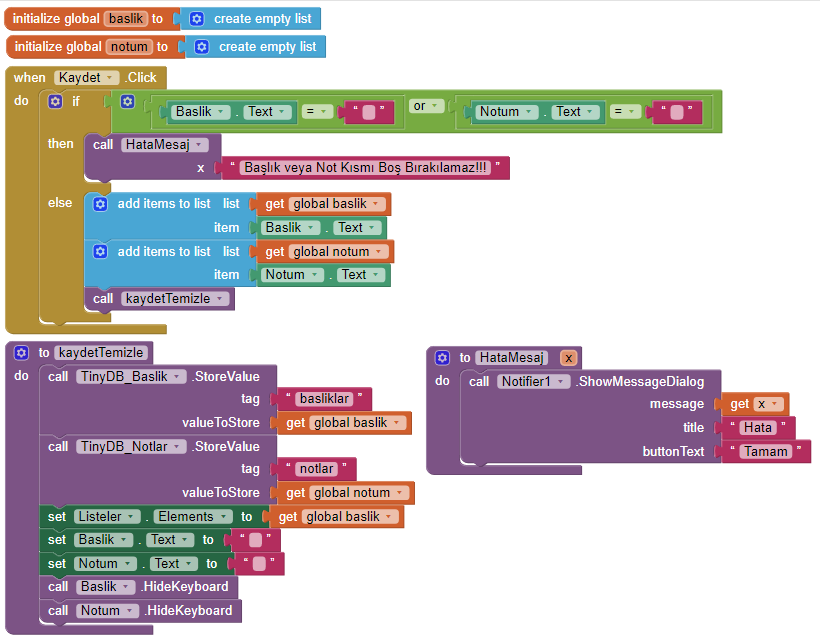 initialize global baslik to create empty list
initialize global notum to create empty list
when Kaydet .Click
do if Baslik . Text = " " or Notum . Text = " "
then call HataMesaj
x " Başlık veya Not Kısmı Boş Bırakılamaz!!! "
else add items to list list get global baslik
item Baslik . Text
add items to list list get global notum
item Notum . Text
call kaydetTemizle
to kaydetTemizle
do call TinyDB_Baslik .StoreValue
tag " basliklar "
valueToStore get global baslik
call TinyDB_Notlar .StoreValue
tag " notlar "
valueToStore get global notum
set Listeler . Elements to get global baslik
set Baslik . Text to " "
set Notum . Text to " "
call Baslik .HideKeyboard
call Notum .HideKeyboard
to HataMesaj x
do call Notifier1 .ShowMessageDialog
message get x
title " Hata "
buttonText " Tamam "